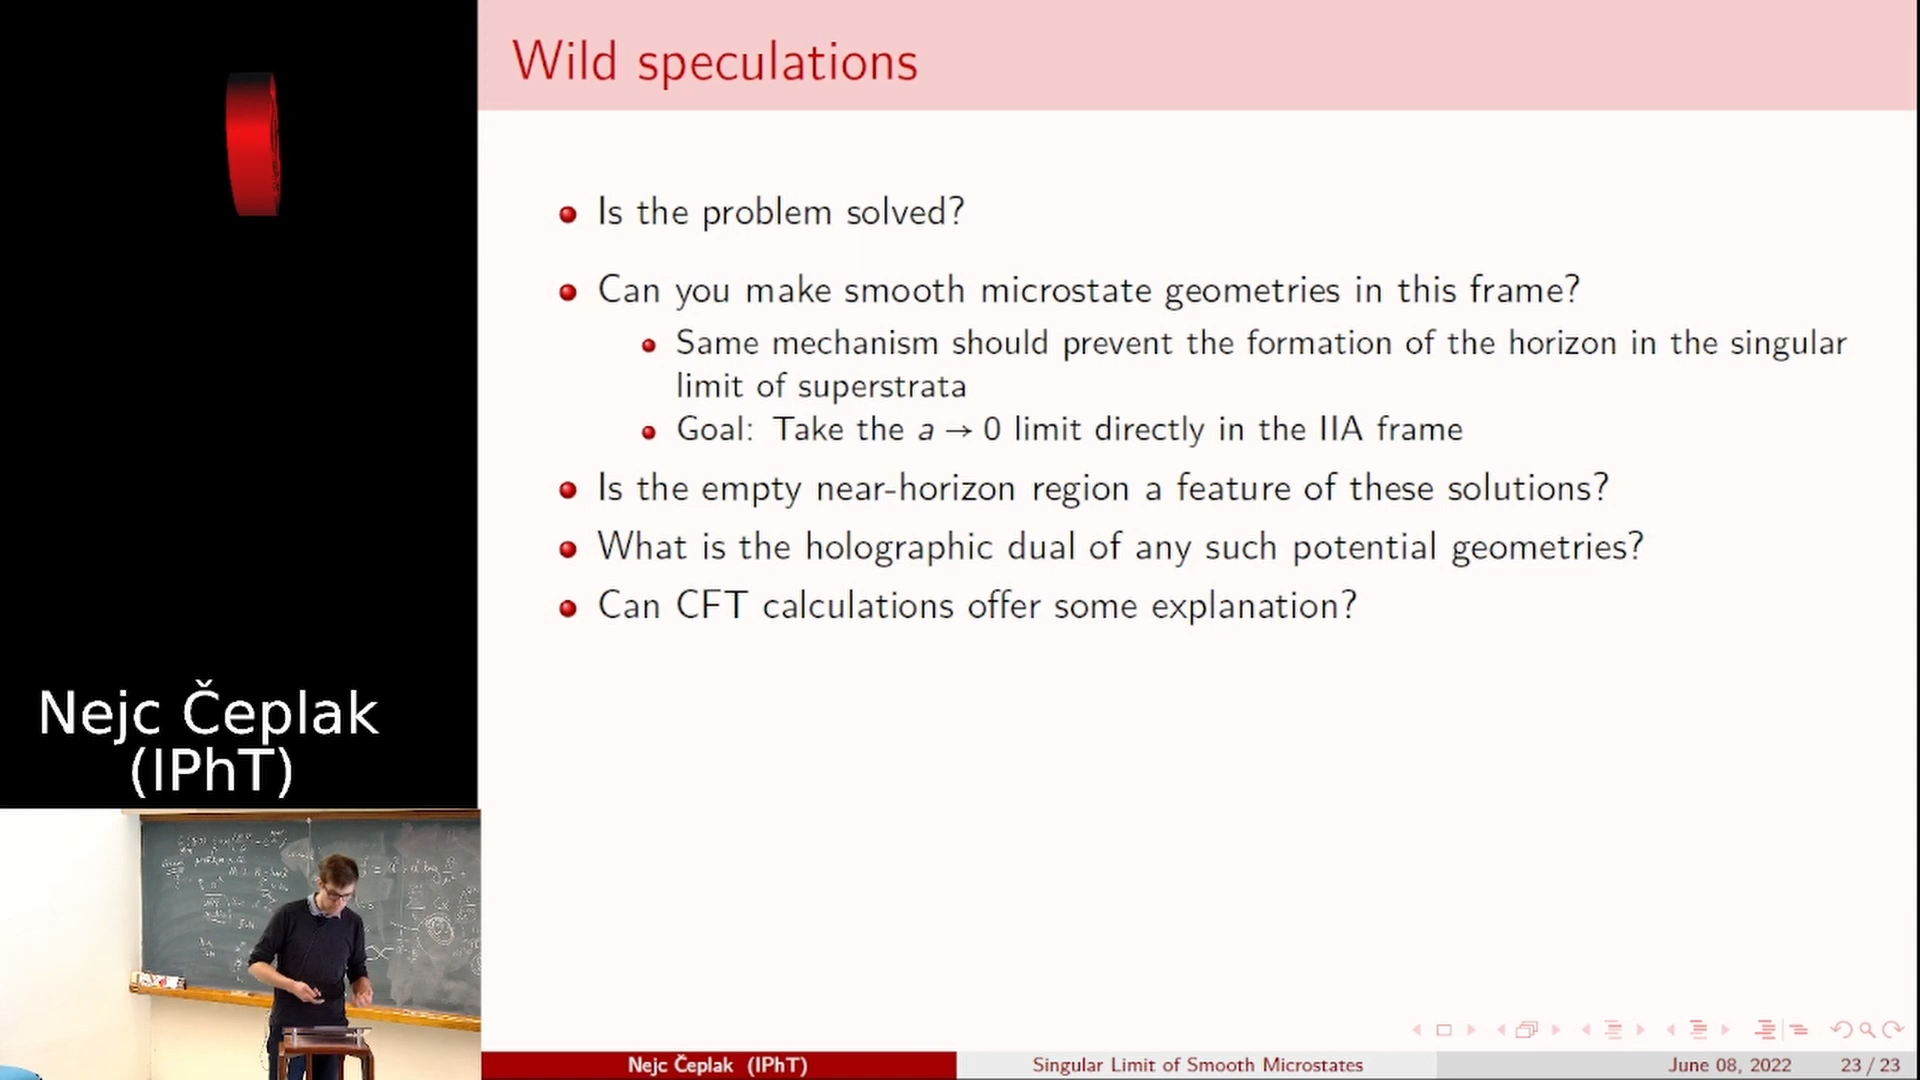 Wild speculations
Is the problem solved?
Can you make smooth microstate geometries in this frame?
Same mechanism should prevent the formation of the horizon in the singular
limit of superstrata
Goal: Take the a → 0 limit directly in the IIA frame
Is the empty near-horizon region a feature of these solutions?
What is the holographic dual of any such potential geometries?
Can CFT calculations offer some explanation?
Nejc Čeplak
(IPhT)
Nejc Čeplak (IPhT)
Singular Limit of Smooth Microstates
June 08, 2022
23 / 23